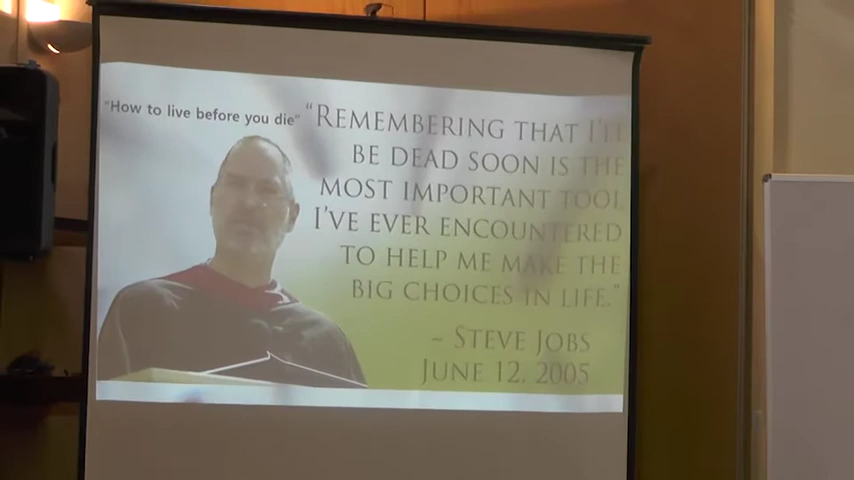 "How to live before you die"
"REMEMBERING THAT I'LL
BE DEAD SOON IS THE
MOST IMPORTANT TOOL
I'VE EVER ENCOUNTERED
TO HELP ME MAKE THE
BIG CHOICES IN LIFE."
~ STEVE JOBS
JUNE 12, 2005